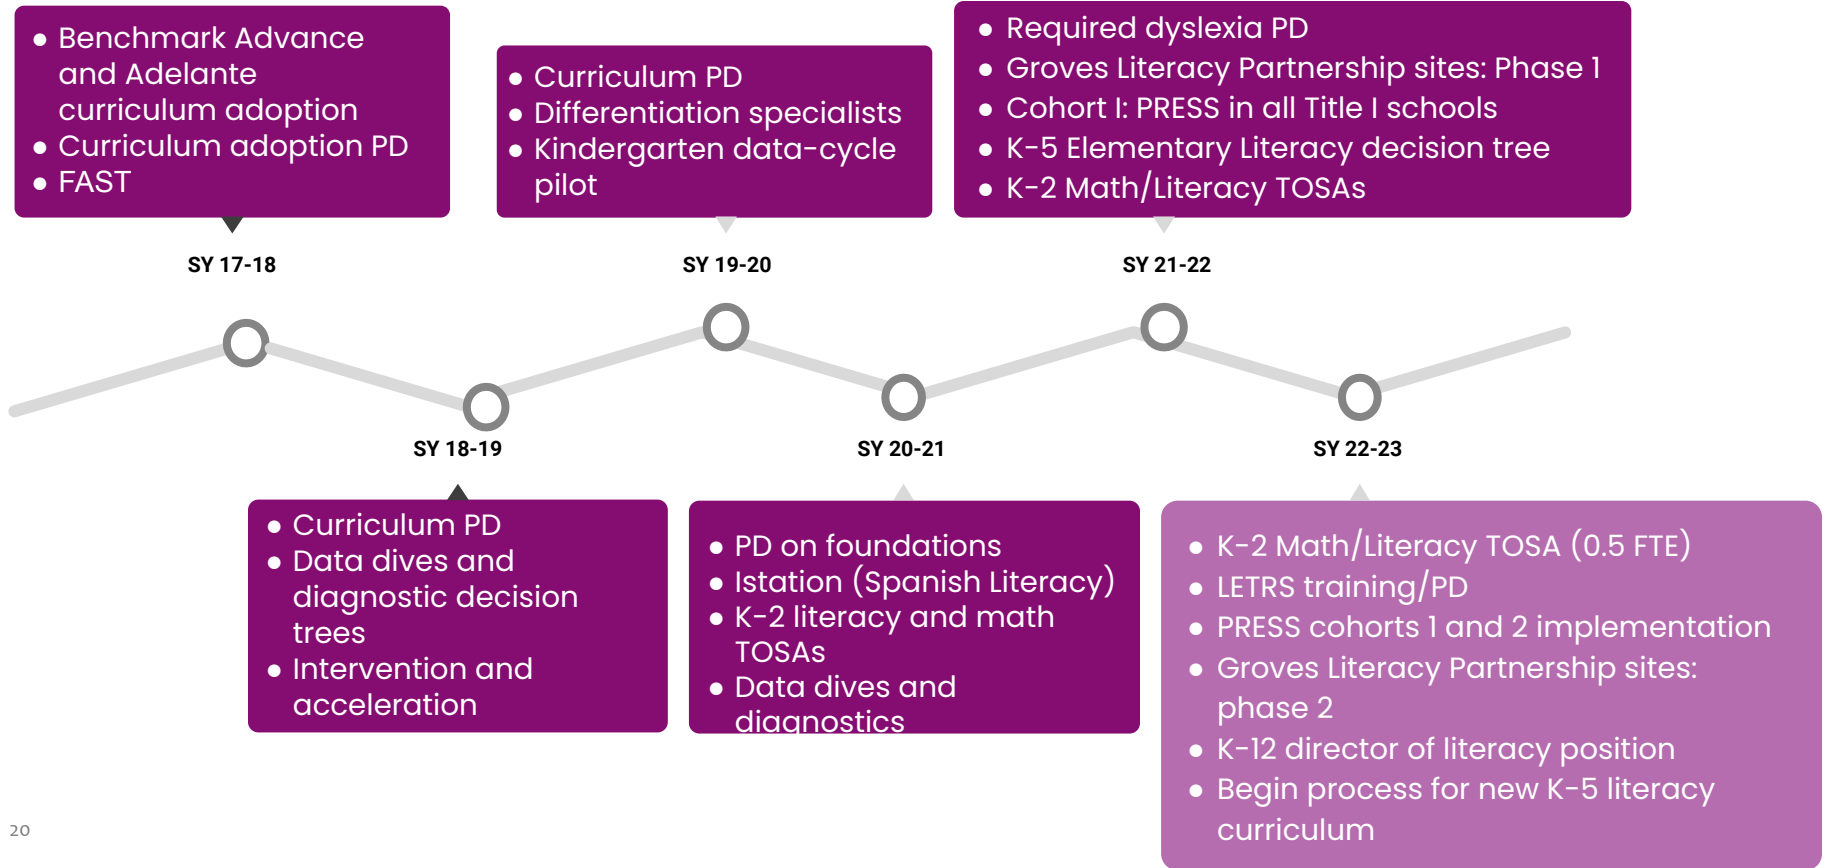 ● Benchmark Advance
and Adelante
curriculum adoption
● Curriculum adoption PD
● FAST
● Curriculum PD
● Differentiation specialists
● Kindergarten data-cycle
pilot
● Required dyslexia PD
● Groves Literacy Partnership sites: Phase 1
● Cohort I: PRESS in all Title I schools
● K-5 Elementary Literacy decision tree
● K-2 Math/Literacy TOSAs
SY 17-18
SY 19-20
SY 21-22
SY 18-19
SY 20-21
SY 22-23
● Curriculum PD
● Data dives and
diagnostic decision
trees
● Intervention and
acceleration
● PD on foundations
● Istation (Spanish Literacy)
● K-2 literacy and math
TOSAs
● Data dives and
diagnostics
● K-2 Math/Literacy TOSA (0.5 FTE)
● LETRS training/PD
● PRESS cohorts 1 and 2 implementation
● Groves Literacy Partnership sites:
phase 2
● K-12 director of literacy position
● Begin process for new K-5 literacy
curriculum
20